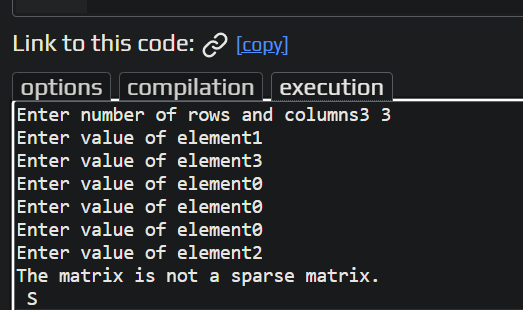 Link to this code: [copy]
options compilation execution
Enter number of rows and columns3 3
Enter value of element1
Enter value of element3
Enter value of element0
Enter value of element0
Enter value of element0
Enter value of element2
The matrix is not a sparse matrix.
S